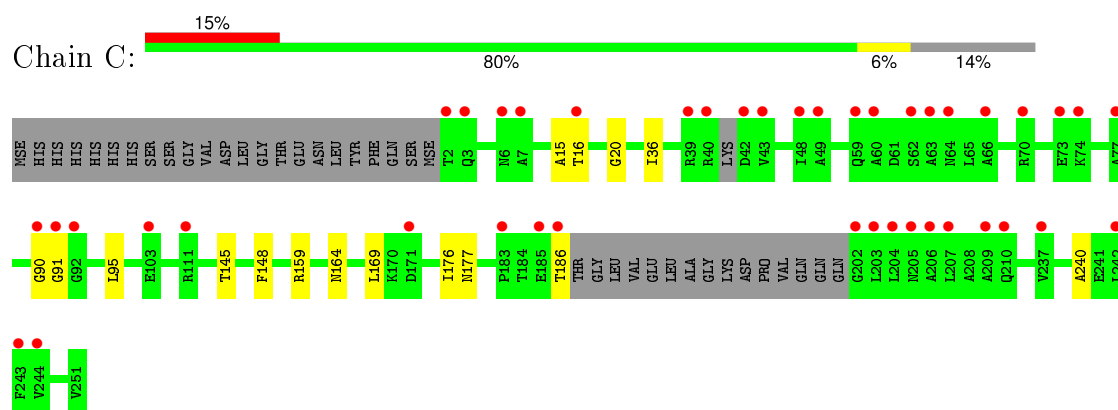 15%
Chain C:
80% 6% 14%
MSE HIS HIS HIS HIS HIS HIS SER SER GLY VAL ASP LEU GLY THR GLU ASN LEU TYR PHE GLN SER MSE T2 Q3 N6 A7 A15 T16 G20 I36 R39 R40 LYS D42 V43 I48 A49 Q59 A60 D61 S62 A63 N64 L65 A66 R70 E73 K74 A77
G90 G91 G92 L95 E103 R111 T145 F148 R159 N164 L169 K170 D171 I176 N177 P183 T184 E185 T186 THR GLY LEU VAL GLU LEU ALA GLY LYS ASP PRO VAL GLN GLN GLN G202 L203 L204 N205 A206 L207 A208 A209 Q210 V237 A240 E241 L242
F243 V244 V251